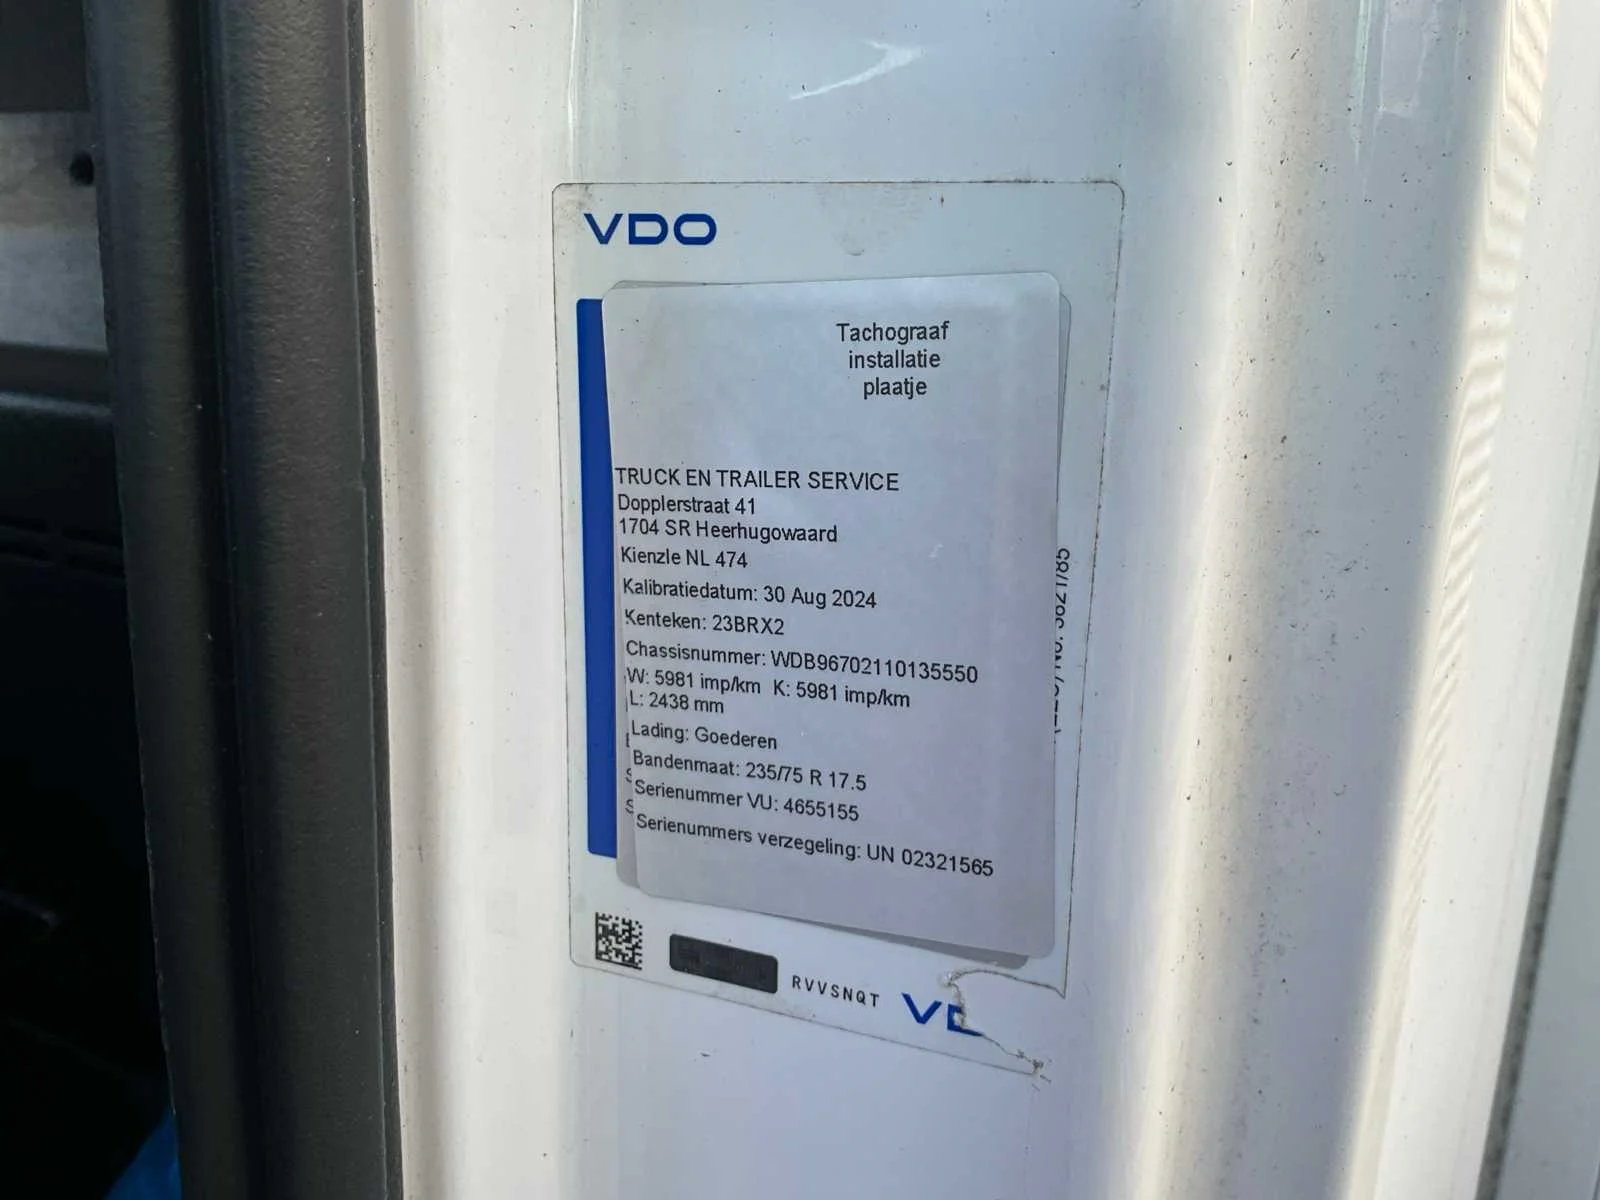 VDO
Tachograaf
installatie
plaatje
TRUCK EN TRAILER SERVICE
Dopplerstraat 41
1704 SR Heerhugowaard
Kienzle NL 474
Kalibratiedatum: 30 Aug 2024
Kenteken: 23BRX2
Chassisnummer: WDB96702110135550
W: 5981 imp/km K: 5981 imp/km
L: 2438 mm
Lading: Goederen
Bandenmaat: 235/75 R 17.5
Serienummer VU: 4655155
Serienummers verzegeling: UN 02321565
RVVSNQT